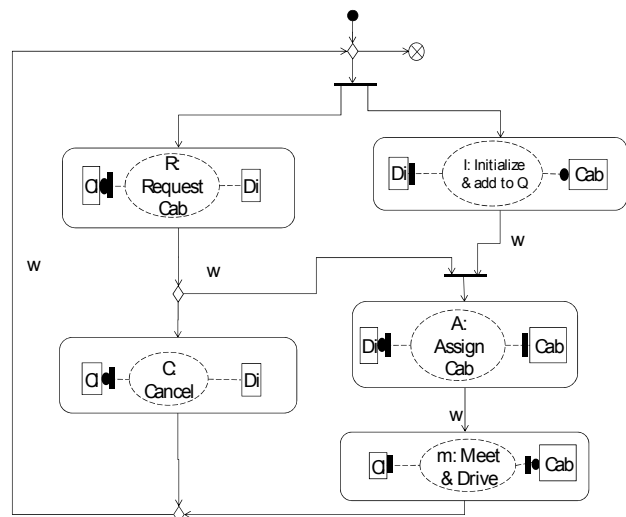 R:
Request
Cab
Cl
Di
I: Initialize
& add to Q
Di
Cab
w
w
w
A:
Assign
Cab
Di
Cab
C:
Cancel
Cl
Di
w
m: Meet
& Drive
Cl
Cab